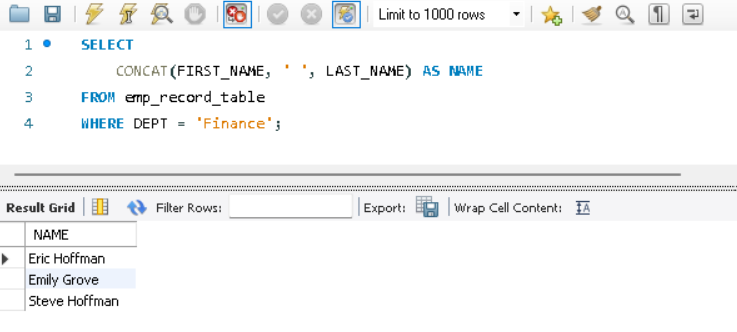 Limit to 1000 rows
1 SELECT
2 CONCAT(FIRST_NAME, ' ', LAST_NAME) AS NAME
3 FROM emp_record_table
4 WHERE DEPT = 'Finance';
Result Grid Filter Rows: Export: Wrap Cell Content: IA
NAME
Eric Hoffman
Emily Grove
Steve Hoffman